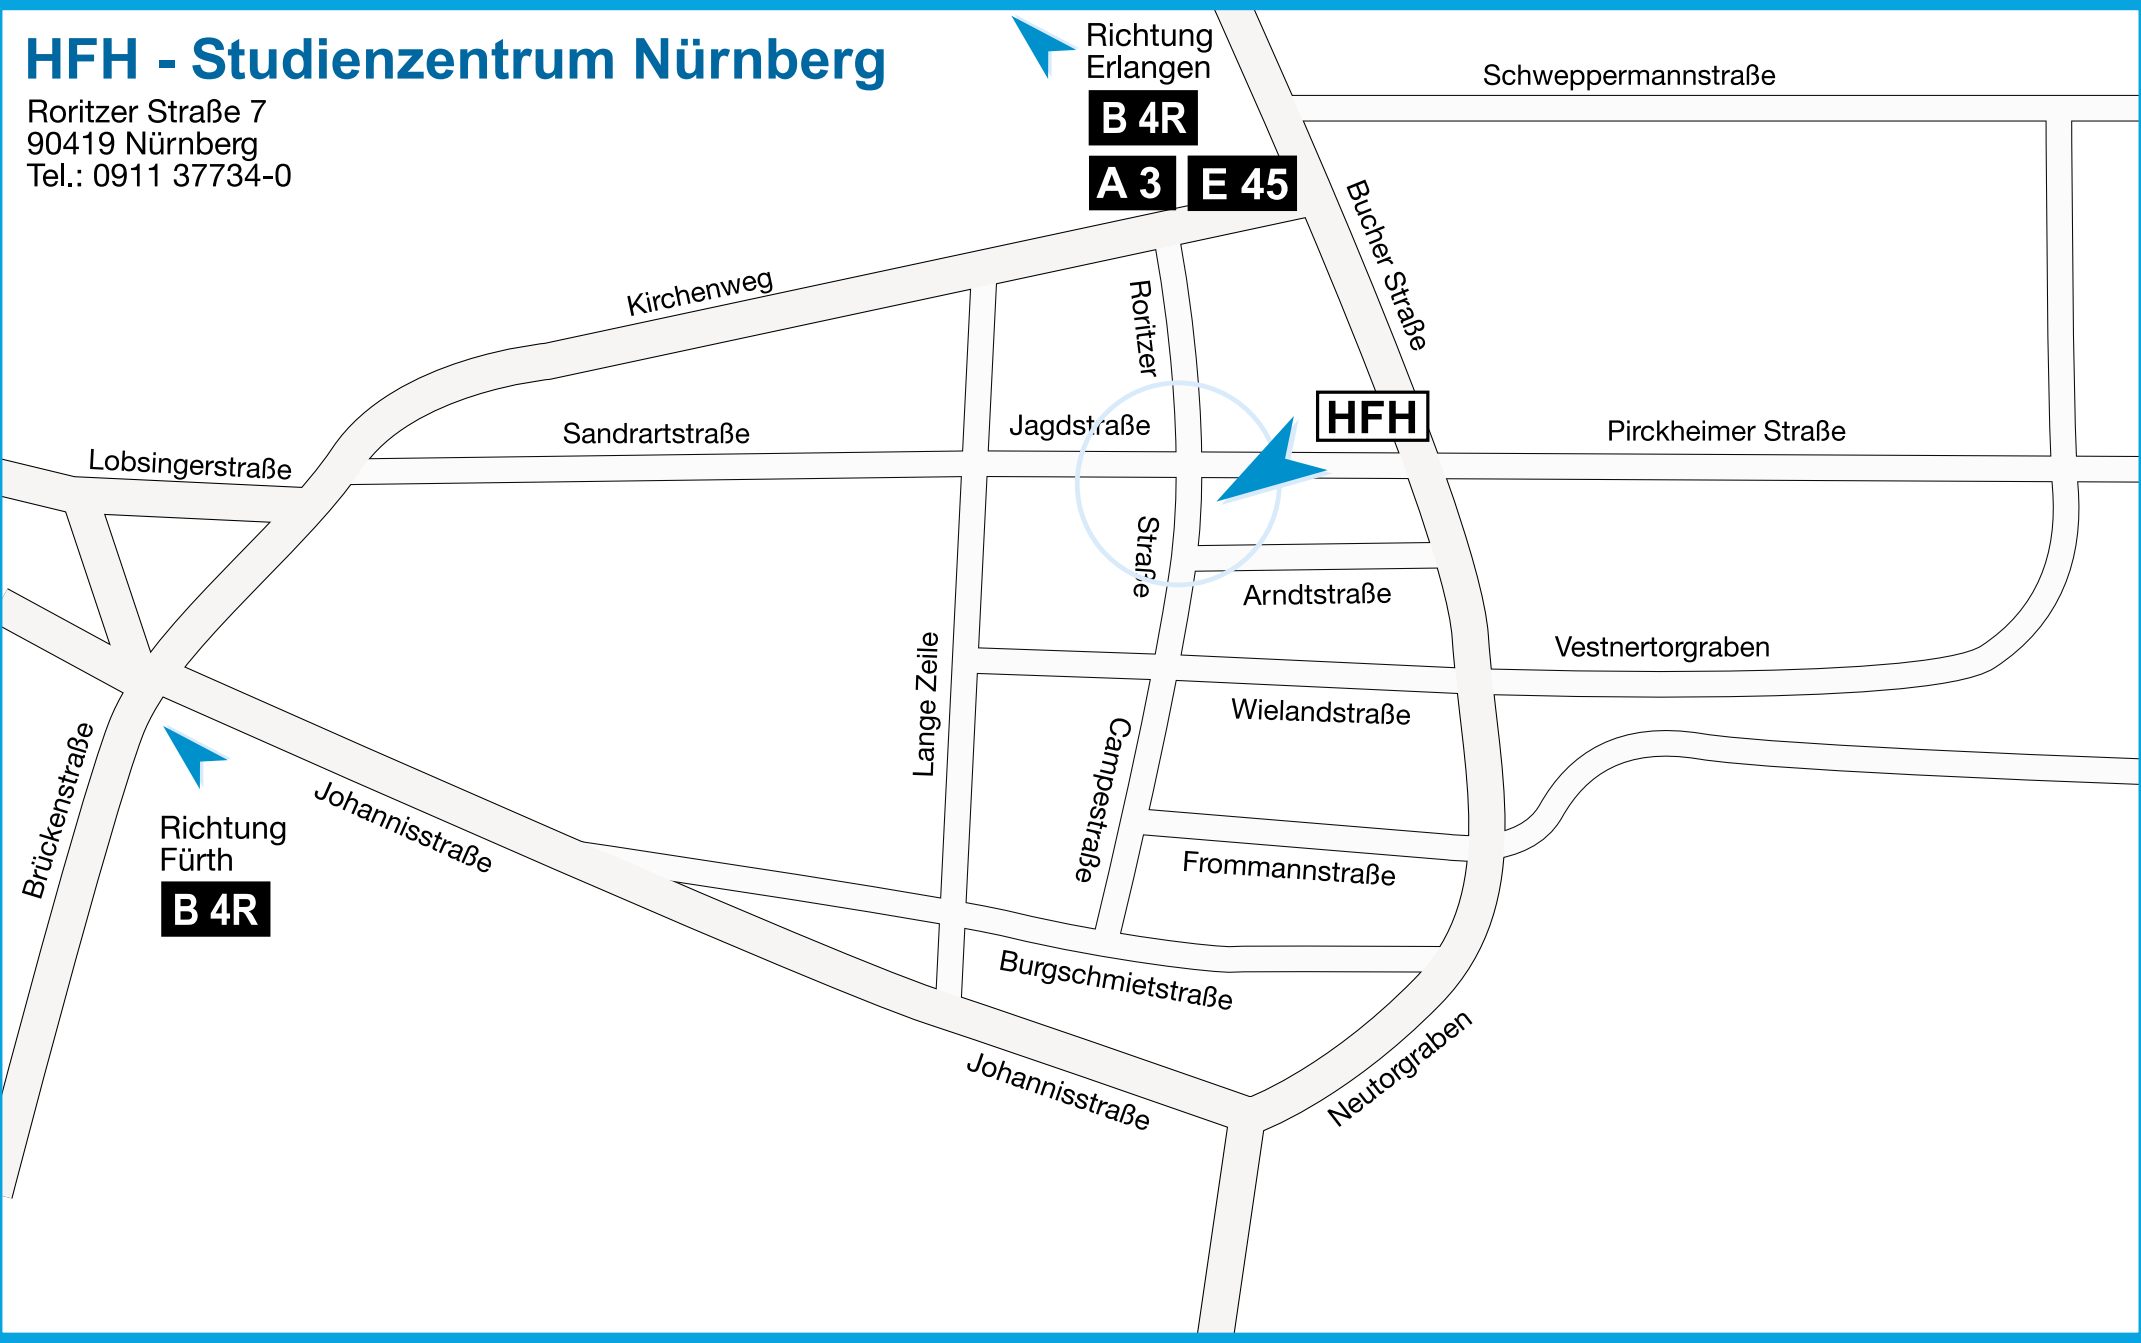 HFH - Studienzentrum Nürnberg
Roritzer Straße 7
90419 Nürnberg
Tel.: 0911 37734-0
Richtung
Erlangen
B 4R
A 3
E 45
Schweppermannstraße
Bucher Straße
Kirchenweg
Roritzer
Straße
HFH
Jagdstraße
Sandrartstraße
Pirckheimer Straße
Lobsingerstraße
Arndtstraße
Vestnertorgraben
Lange Zeile
Wielandstraße
Campestraße
Brückenstraße
Richtung
Fürth
B 4R
Johannisstraße
Frommannstraße
Burgschmietstraße
Johannisstraße
Neutorgraben